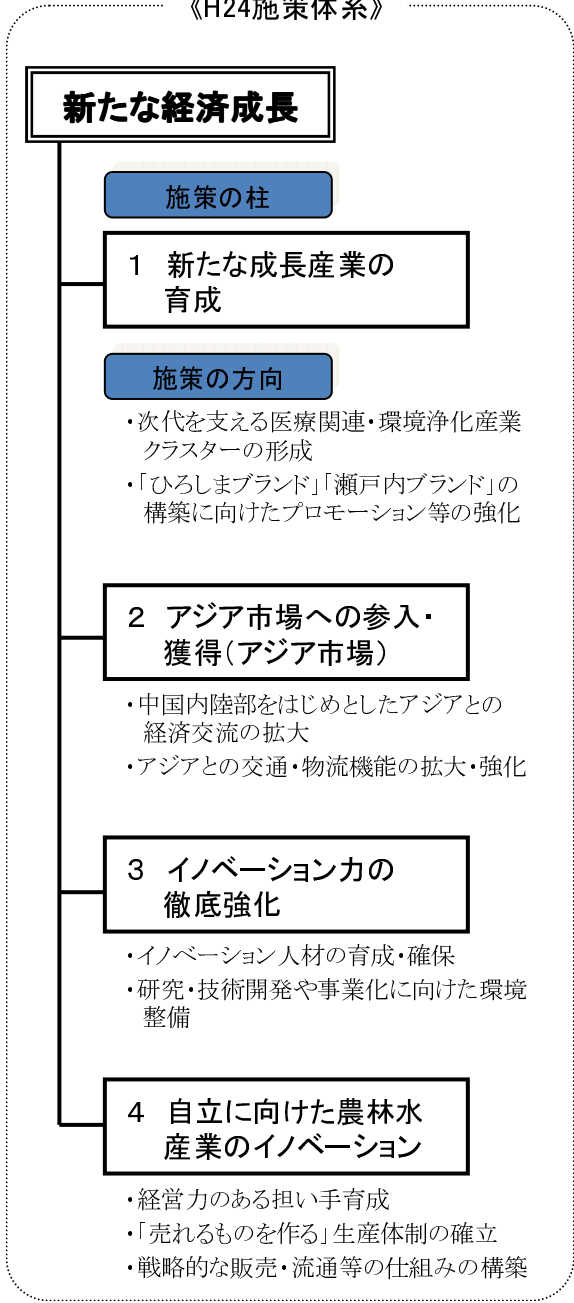 《H24施策体系》
新たな経済成長
施策の柱
1 新たな成長産業の
育成
施策の方向
・次代を支える医療関連・環境浄化産業
クラスターの形成
・「ひろしまブランド」「瀬戸内ブランド」の
構築に向けたプロモーション等の強化
2 アジア市場への参入・
獲得(アジア市場)
・中国内陸部をはじめとしたアジアとの
経済交流の拡大
・アジアとの交通・物流機能の拡大・強化
3 イノベーション力の
徹底強化
・イノベーション人材の育成・確保
・研究・技術開発や事業化に向けた環境
整備
4 自立に向けた農林水
産業のイノベーション
・経営力のある担い手育成
・「売れるものを作る」生産体制の確立
・戦略的な販売・流通等の仕組みの構築